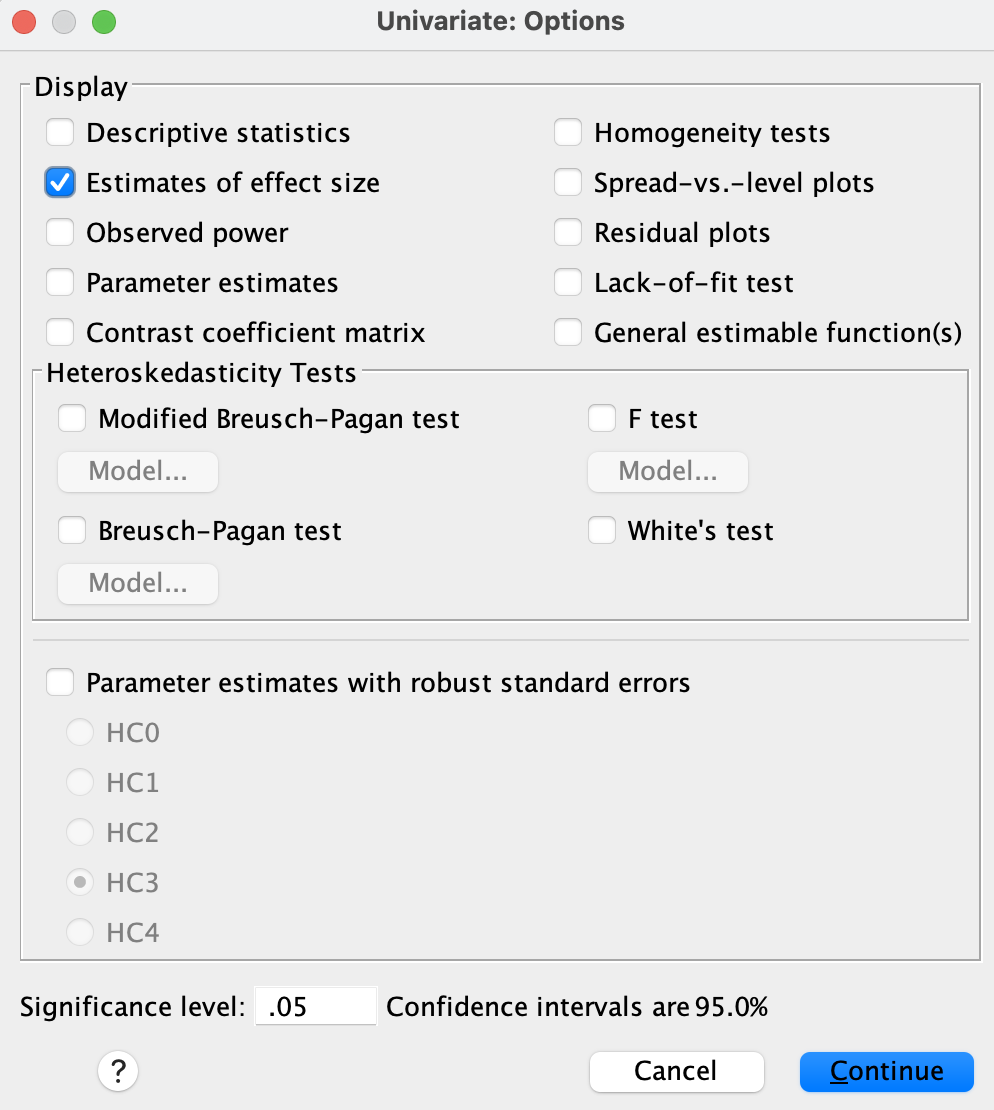 Univariate: Options
Display
Descriptive statistics
Homogeneity tests
Estimates of effect size
Spread-vs.-level plots
Observed power
Residual plots
Parameter estimates
Lack-of-fit test
Contrast coefficient matrix
General estimable function(s)
Heteroskedasticity Tests
Modified Breusch-Pagan test
F test
Model...
Model...
Breusch-Pagan test
White's test
Model...
Parameter estimates with robust standard errors
HC0
HC1
HC2
HC3
HC4
Significance level: .05 Confidence intervals are 95.0%
?
Cancel
Continue